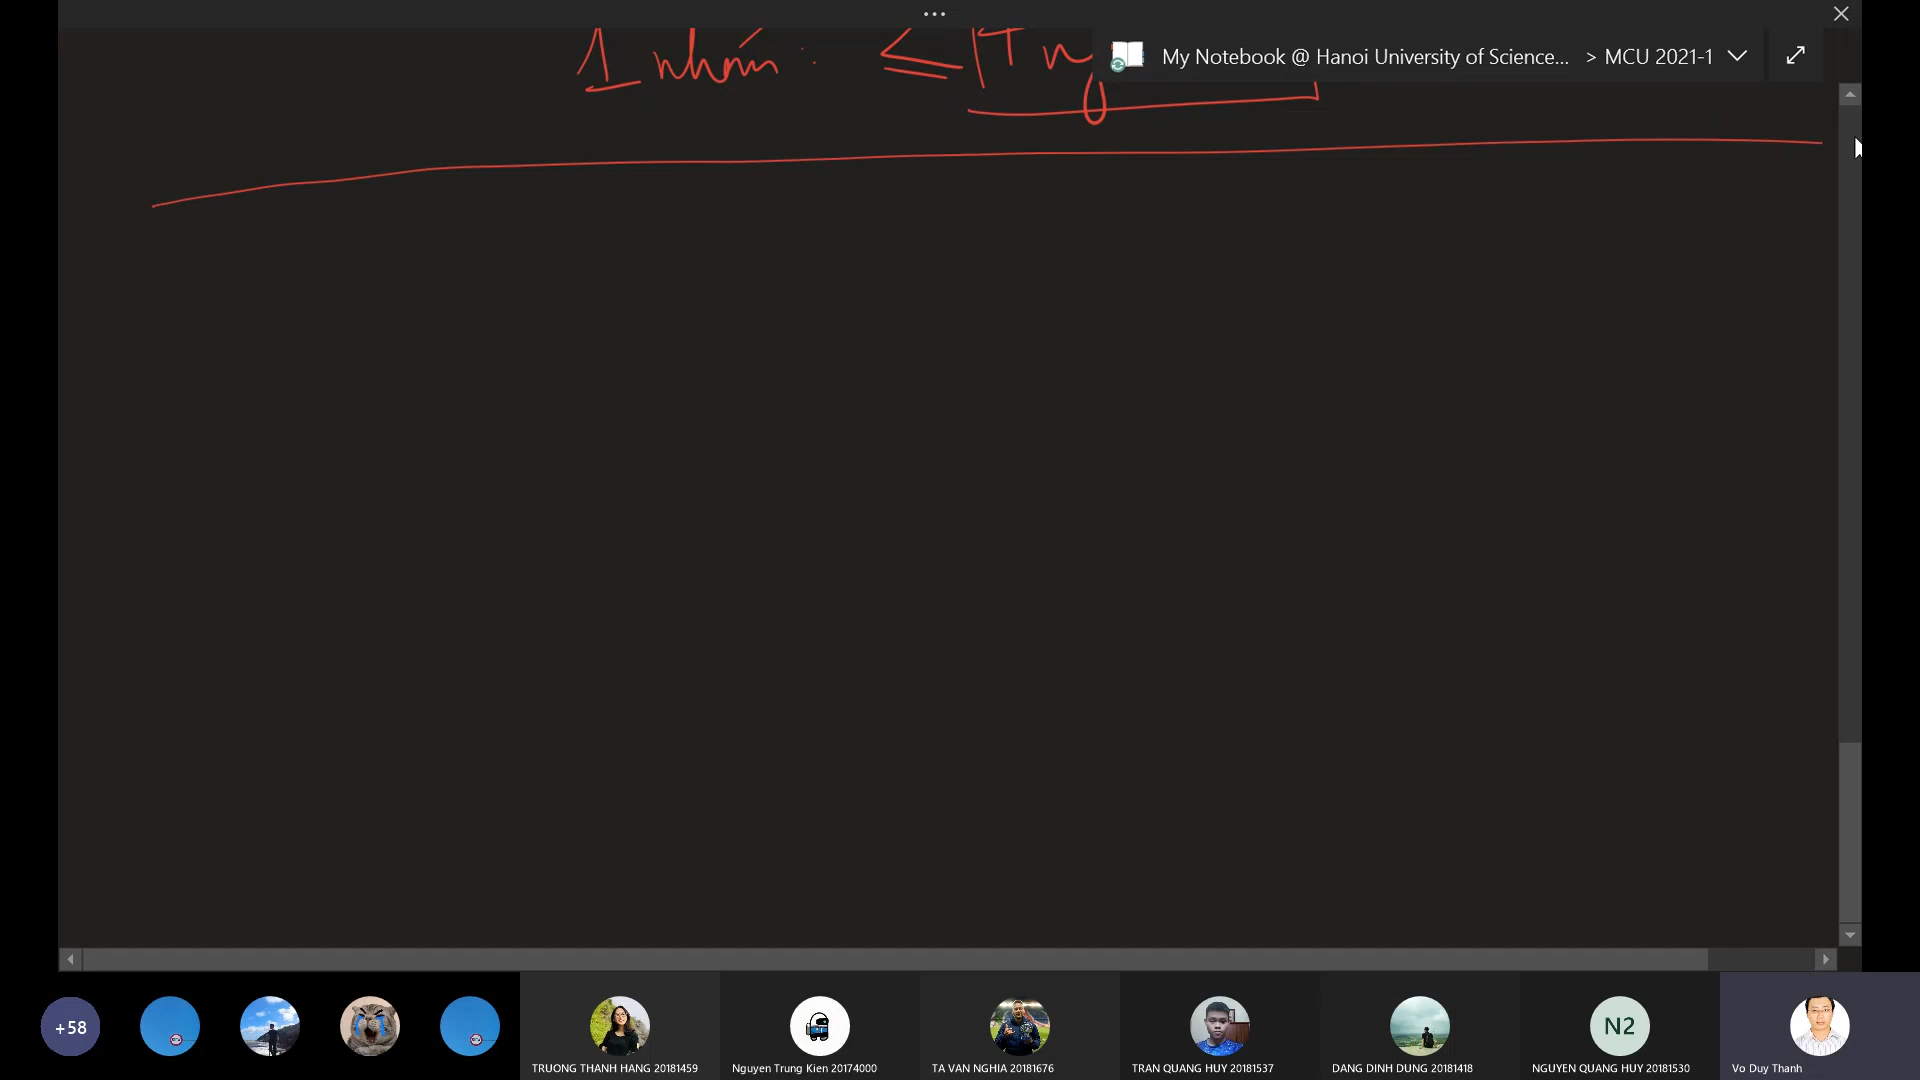 ...
1 nhóm: ≤
My Notebook @ Hanoi University of Science... > MCU 2021-1
+58
N2
TRUONG THANH HANG 20181459
Nguyen Trung Kien 20174000
TA VAN NGHIA 20181676
TRAN QUANG HUY 20181537
DANG DINH DUNG 20181418
NGUYEN QUANG HUY 20181530
Vo Duy Thanh